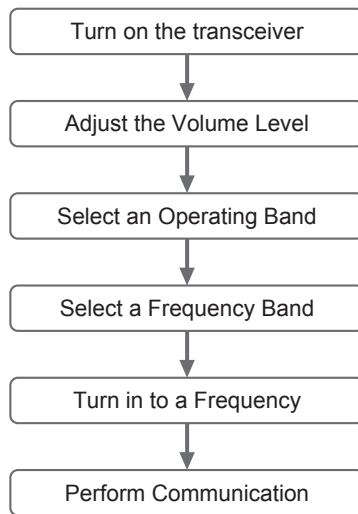 Turn on the transceiver
Adjust the Volume Level
Select an Operating Band
Select a Frequency Band
Turn in to a Frequency
Perform Communication